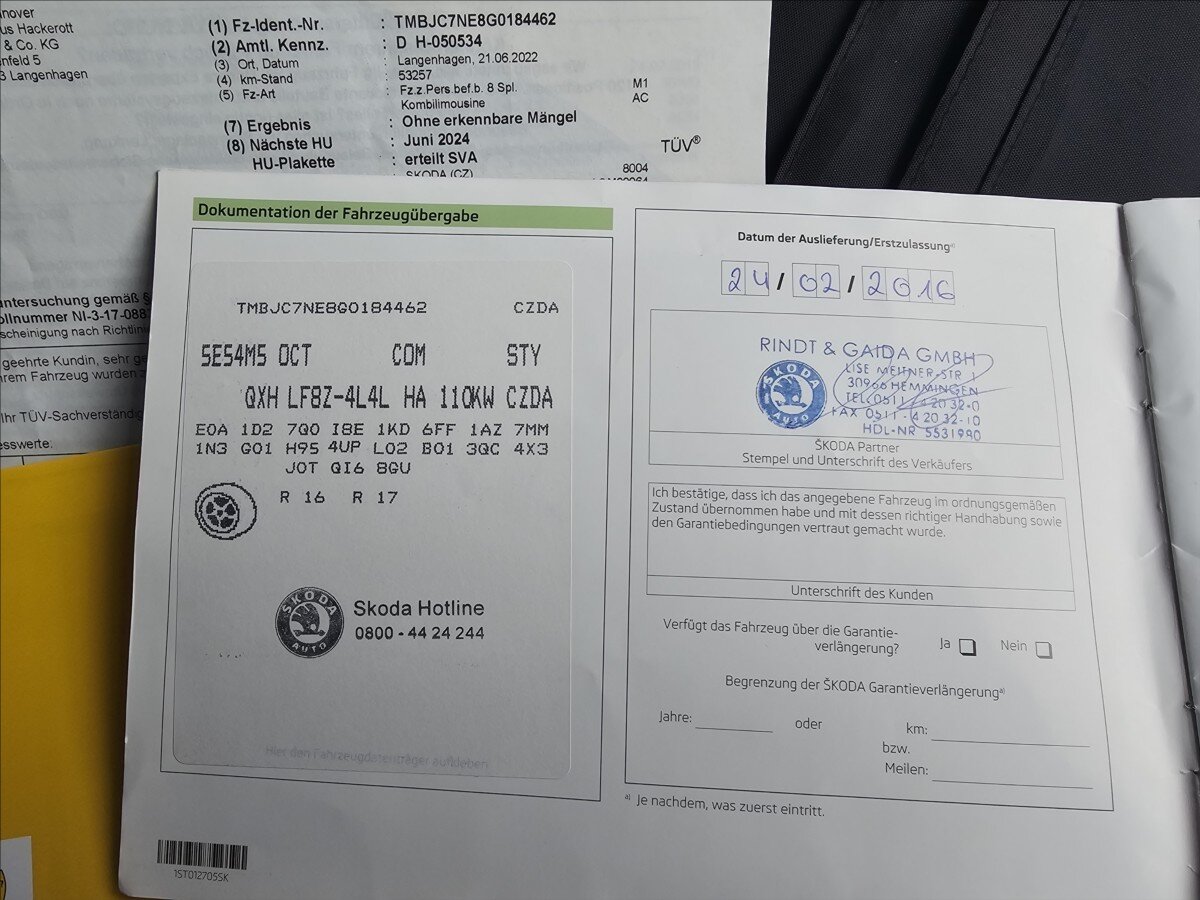 us Hackerott
& Co. KG
nfeld 5
3 Langenhagen
(1) Fz-Ident.-Nr. : TMBJC7NE8G0184462
(2) Amtl. Kennz. : D H-050534
(3) Ort, Datum : Langenhagen, 21.06.2022
(4) km-Stand : 53257
(5) Fz-Art : Fz.z.Pers.bef.b. 8 Spl. M1
Kombilimousine AC
(7) Ergebnis : Ohne erkennbare Mängel
(8) Nächste HU : Juni 2024
HU-Plakette : erteilt SVA
TÜV®
: SKODA (CZ) 8004
ntersuchung gemäß §
ollnummer NI-3-17-088
scheinigung nach Richtlini
geehrte Kundin, sehr ge
rem Fahrzeug wurden z
Ihr TÜV-Sachverständig
esswerte.
Dokumentation der Fahrzeugübergabe
TMBJC7NE8G0184462 CZDA
5E54M5 OCT COM STY
QXH LF8Z-4L4L HA 110KW CZDA
E0A 1D2 7Q0 I8E 1KD 6FF 1AZ 7MM
1N3 G01 H95 4UP L02 B01 3QC 4X3
J0T QI6 8GU
R 16 R 17
SKODA
AUTO
Skoda Hotline
0800 - 44 24 244
Hier den Fahrzeugdatenträger aufkleben
1ST012705SK
Datum der Auslieferung/Erstzulassung a)
24/02/2016
RINDT & GAIDA GMBH
LISE MEITNER-STR 1
30966 HEMMINGEN
TEL 0511 / 4 20 32-0
FAX 0511 - 4 20 32-10
HDL-NR 5531990
SKODA
AUTO
ŠKODA Partner
Stempel und Unterschrift des Verkäufers
Ich bestätige, dass ich das angegebene Fahrzeug im ordnungsgemäßen
Zustand übernommen habe und mit dessen richtiger Handhabung sowie
den Garantiebedingungen vertraut gemacht wurde.
Unterschrift des Kunden
Verfügt das Fahrzeug über die Garantie-
verlängerung? Ja Nein
Begrenzung der ŠKODA Garantieverlängerung a)
Jahre: oder km:
bzw.
Meilen:
a) Je nachdem, was zuerst eintritt.